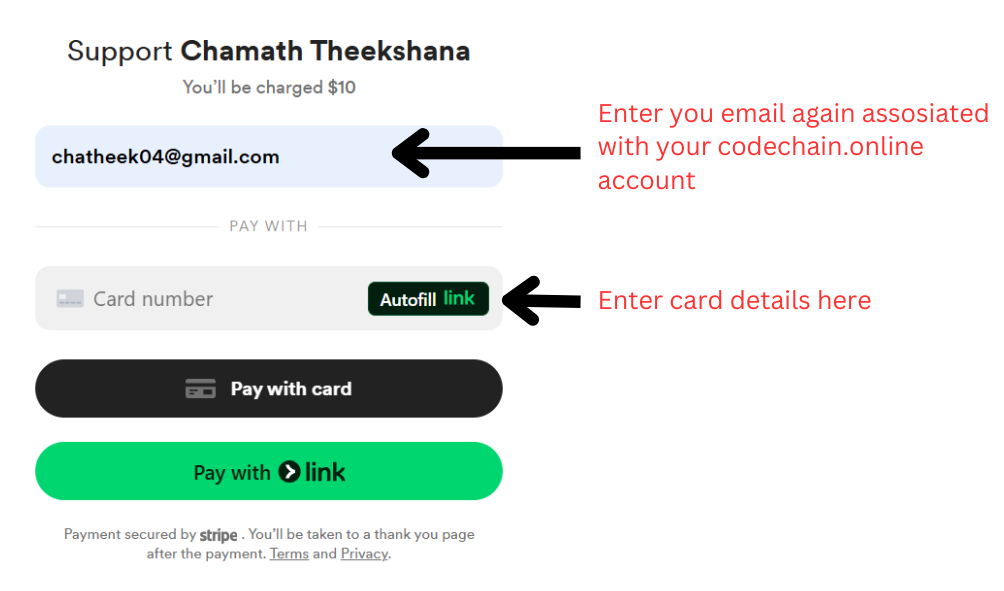 Support Chamath Theekshana
You'll be charged $10
chatheek04@gmail.com
Enter you email again assosiated
with your codechain.online
account
PAY WITH
Card number
Autofill link
Enter card details here
Pay with card
Pay with link
Payment secured by stripe . You'll be taken to a thank you page
after the payment. Terms and Privacy.